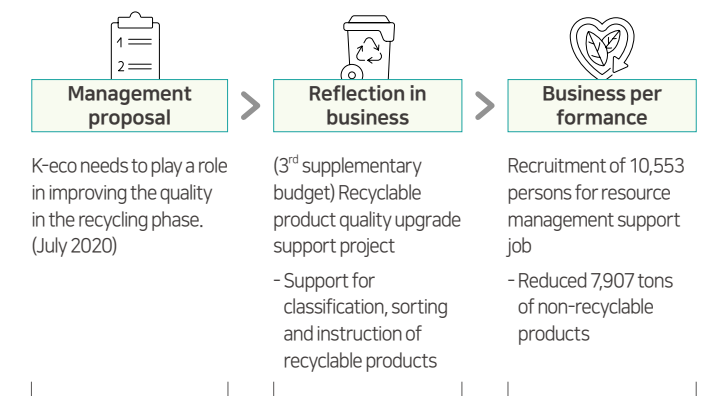 1
2
Management
proposal
K-eco needs to play a role
in improving the quality
in the recycling phase.
(July 2020)
Reflection in
business
(3rd supplementary
budget) Recyclable
product quality upgrade
support project
- Support for
classification, sorting
and instruction of
recyclable products
Business per
formance
Recruitment of 10,553
persons for resource
management support
job
- Reduced 7,907 tons
of non-recyclable
products